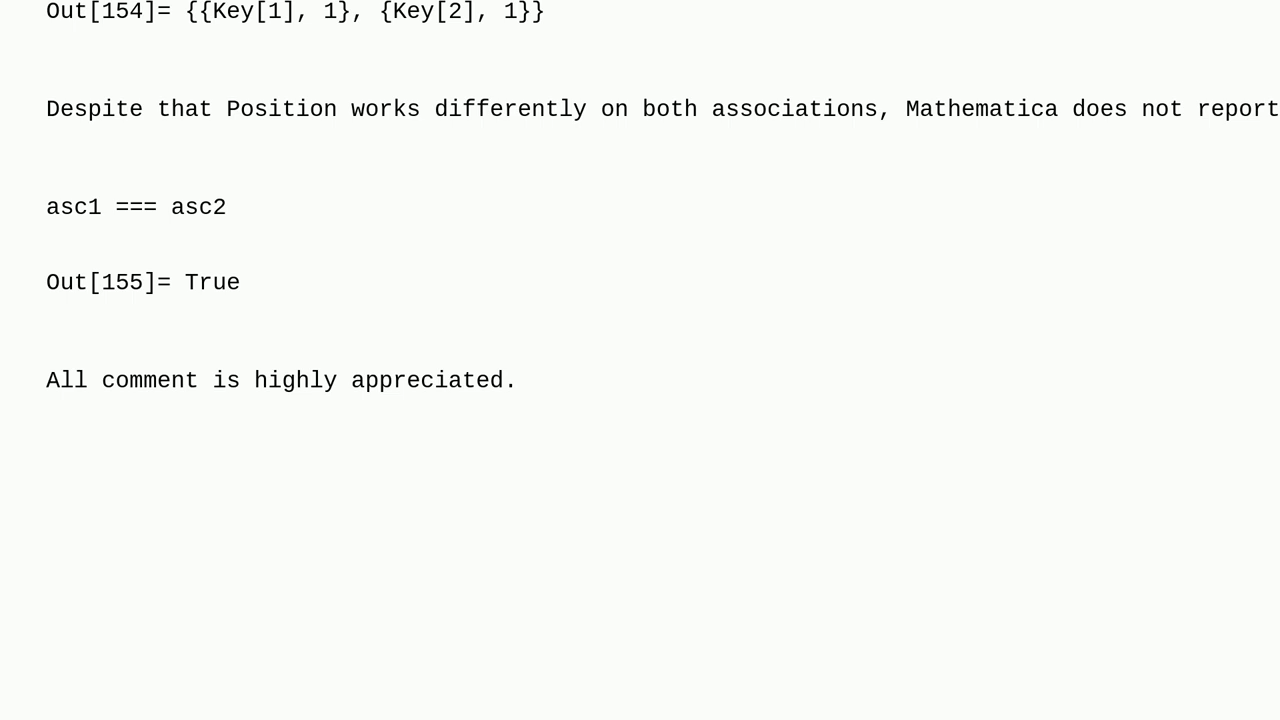 Out[154]= {{Key[1], 1}, {Key[2], 1}}
Despite that Position works differently on both associations, Mathematica does not report
asc1 === asc2
Out[155]= True
All comment is highly appreciated.